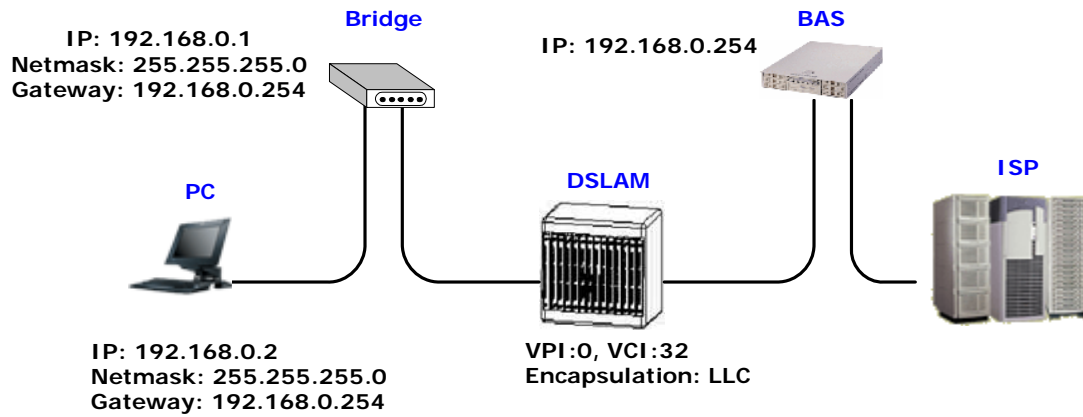 Bridge
IP: 192.168.0.1
Netmask: 255.255.255.0
Gateway: 192.168.0.254
BAS
IP: 192.168.0.254
PC
DSLAM
ISP
IP: 192.168.0.2
Netmask: 255.255.255.0
Gateway: 192.168.0.254
VPI:0, VCI:32
Encapsulation: LLC